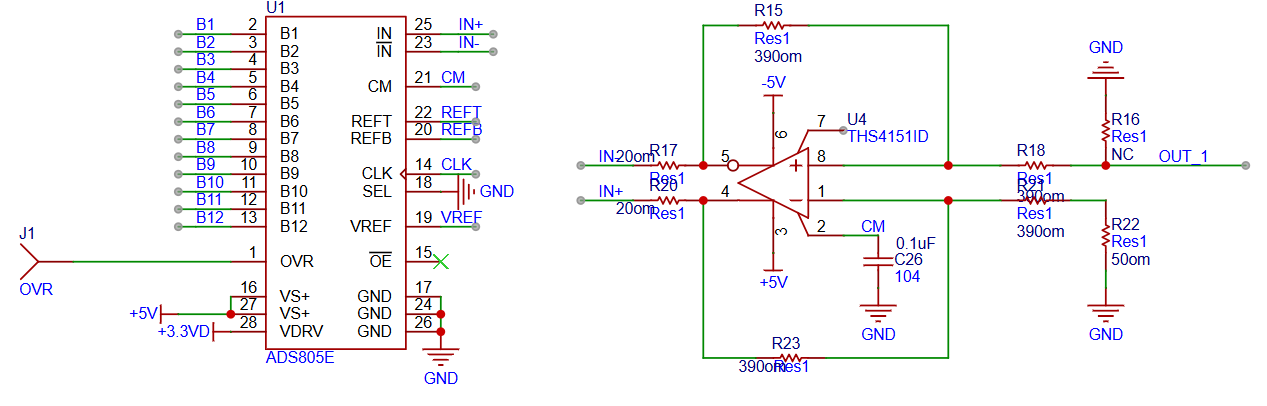 U1
B1 2 B1 IN 25 IN+
B2 3 B2 IN 23 IN-
B3 4 B3
B4 5 B4 CM 21 CM
B5 6 B5
B6 7 B6 REFT 22 REFT
B7 8 B7 REFB 20 REFB
B8 9 B8
B9 10 B9 CLK 14 CLK
B10 11 B10 SEL 18 GND
B11 12 B11
B12 13 B12 VREF 19 VREF
J1
OVR
1 OVR OE 15
+5V
16 VS+ GND 17
27 VS+ GND 24
+3.3VD 28 VDRV GND 26
ADS805E
GND
R15
Res1
390om
-5V
6
7 U4
THS4151ID
IN- 20om R17
Res1
5 + 8
IN+ R20
20om Res1
4 1
3
+5V
2 CM
0.1uF
C26
104
GND
R23
390om Res1
GND
R16
Res1
NC
R18
Res1
390om
OUT_1
R21
Res1
390om
R22
Res1
50om
GND